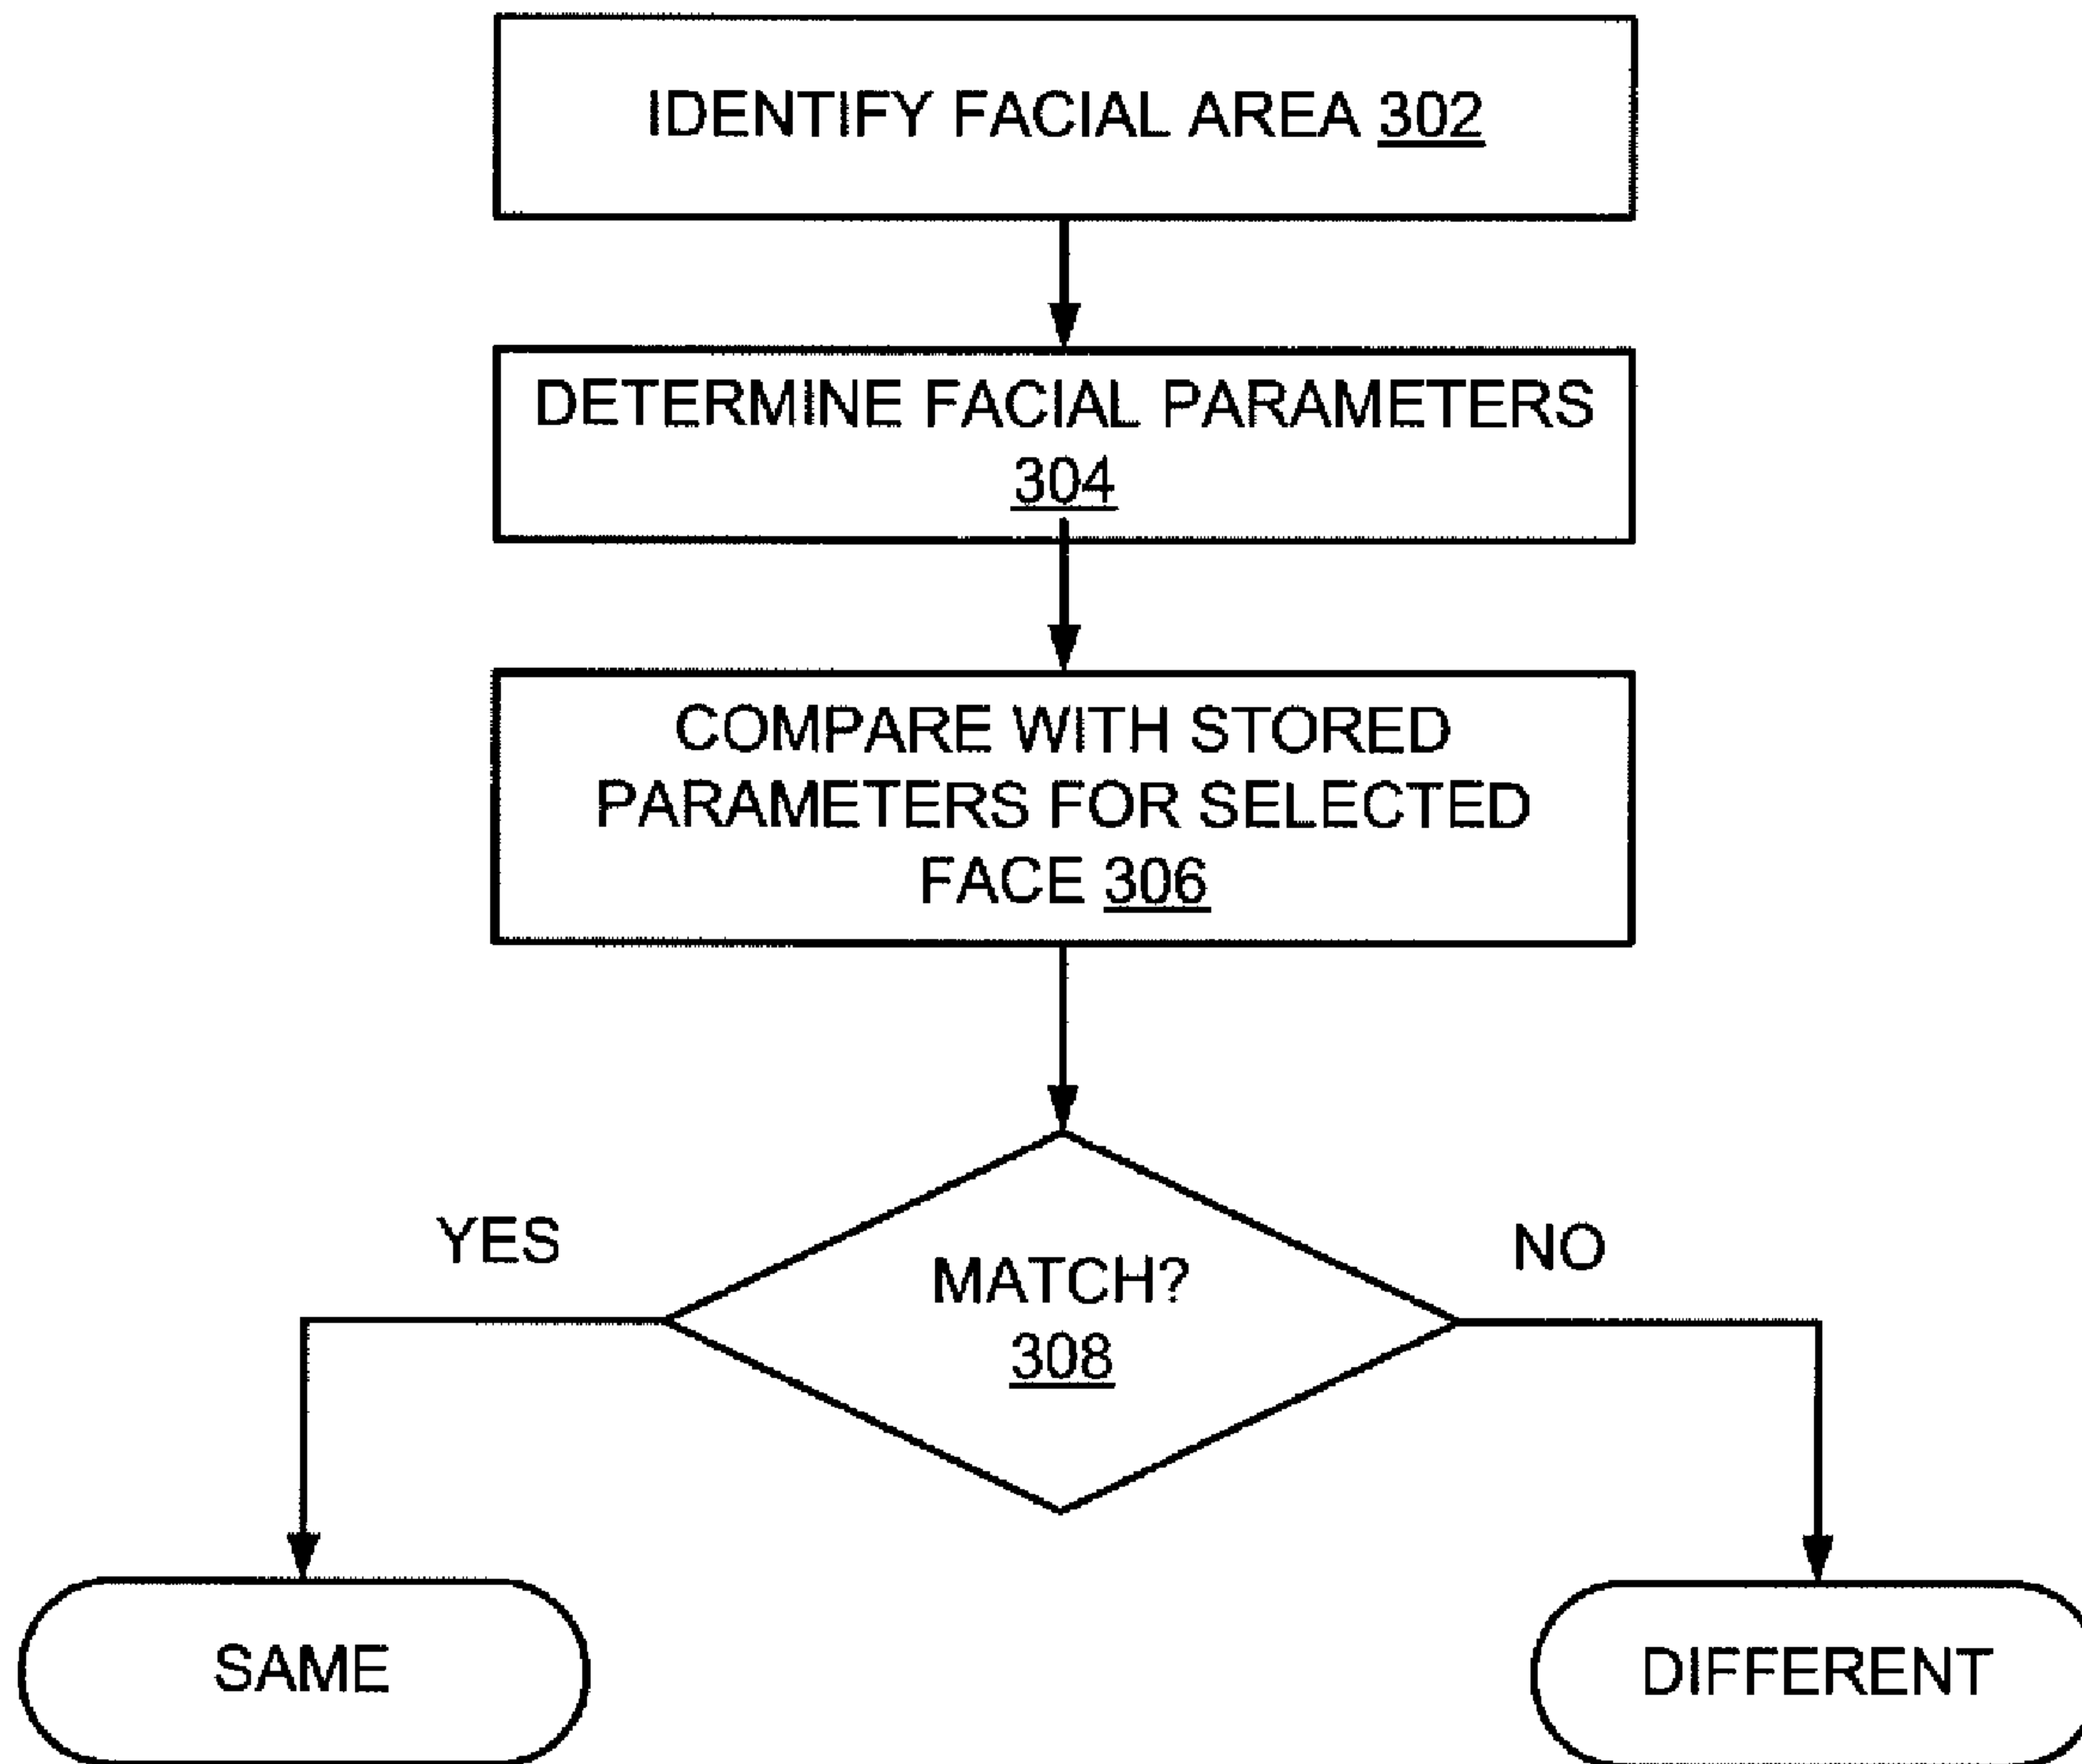 IDENTIFY FACIAL AREA 302
DETERMINE FACIAL PARAMETERS
304
COMPARE WITH STORED
PARAMETERS FOR SELECTED
FACE 306
YES
NO
MATCH?
308
SAME
DIFFERENT